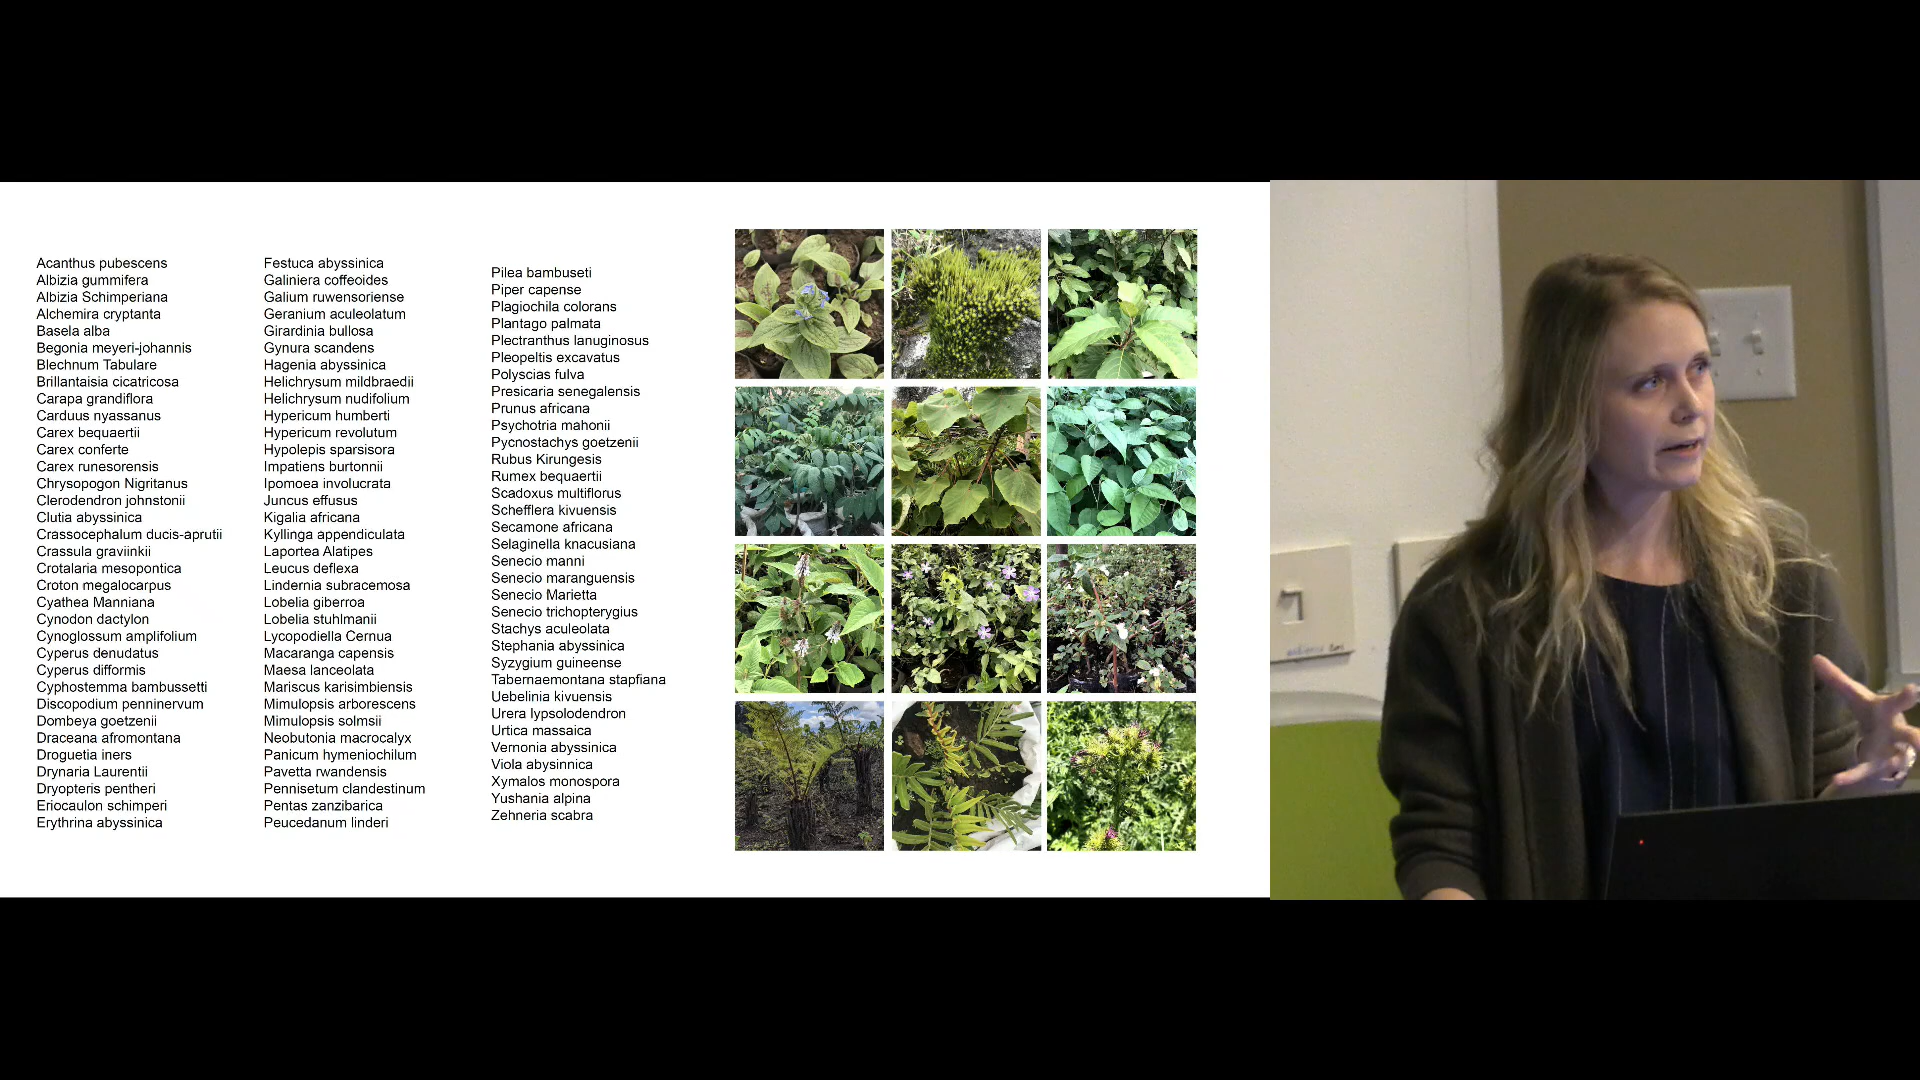 Acanthus pubescens
Albizia gummifera
Albizia Schimperiana
Alchemira cryptanta
Basela alba
Begonia meyeri-johannis
Blechnum Tabulare
Brillantaisia cicatricosa
Carapa grandiflora
Carduus nyassanus
Carex bequaertii
Carex conferte
Carex runesorensis
Chrysopogon Nigritanus
Clerodendron johnstonii
Clutia abyssinica
Crassocephalum ducis-aprutii
Crassula graviinkii
Crotalaria mesopontica
Croton megalocarpus
Cyathea Manniana
Cynodon dactylon
Cynoglossum amplifolium
Cyperus denudatus
Cyperus difformis
Cyphostemma bambussetti
Discopodium penninervum
Dombeya goetzenii
Draceana afromontana
Droguetia iners
Drynaria Laurentii
Dryopteris pentheri
Eriocaulon schimperi
Erythrina abyssinica
Festuca abyssinica
Galiniera coffeoides
Galium ruwensoriense
Geranium aculeolatum
Girardinia bullosa
Gynura scandens
Hagenia abyssinica
Helichrysum mildbraedii
Helichrysum nudifolium
Hypericum humberti
Hypericum revolutum
Hypolepis sparsisora
Impatiens burtonnii
Ipomoea involucrata
Juncus effusus
Kigalia africana
Kyllinga appendiculata
Laportea Alatipes
Leucus deflexa
Lindernia subracemosa
Lobelia giberroa
Lobelia stuhlmanii
Lycopodiella Cernua
Macaranga capensis
Maesa lanceolata
Mariscus karisimbiensis
Mimulopsis arborescens
Mimulopsis solmsii
Neobutonia macrocalyx
Panicum hymeniochilum
Pavetta rwandensis
Pennisetum clandestinum
Pentas zanzibarica
Peucedanum linderi
Pilea bambuseti
Piper capense
Plagiochila colorans
Plantago palmata
Plectranthus lanuginosus
Pleopeltis excavatus
Polyscias fulva
Presicaria senegalensis
Prunus africana
Psychotria mahonii
Pycnostachys goetzenii
Rubus Kirungesis
Rumex bequaertii
Scadoxus multiflorus
Schefflera kivuensis
Secamone africana
Selaginella knacusiana
Senecio manni
Senecio maranguensis
Senecio Marietta
Senecio trichopterygius
Stachys aculeolata
Stephania abyssinica
Syzygium guineense
Tabernaemontana stapfiana
Uebelinia kivuensis
Urera lypsolodendron
Urtica massaica
Vernonia abyssinica
Viola abysinnica
Xymalos monospora
Yushania alpina
Zehneria scabra